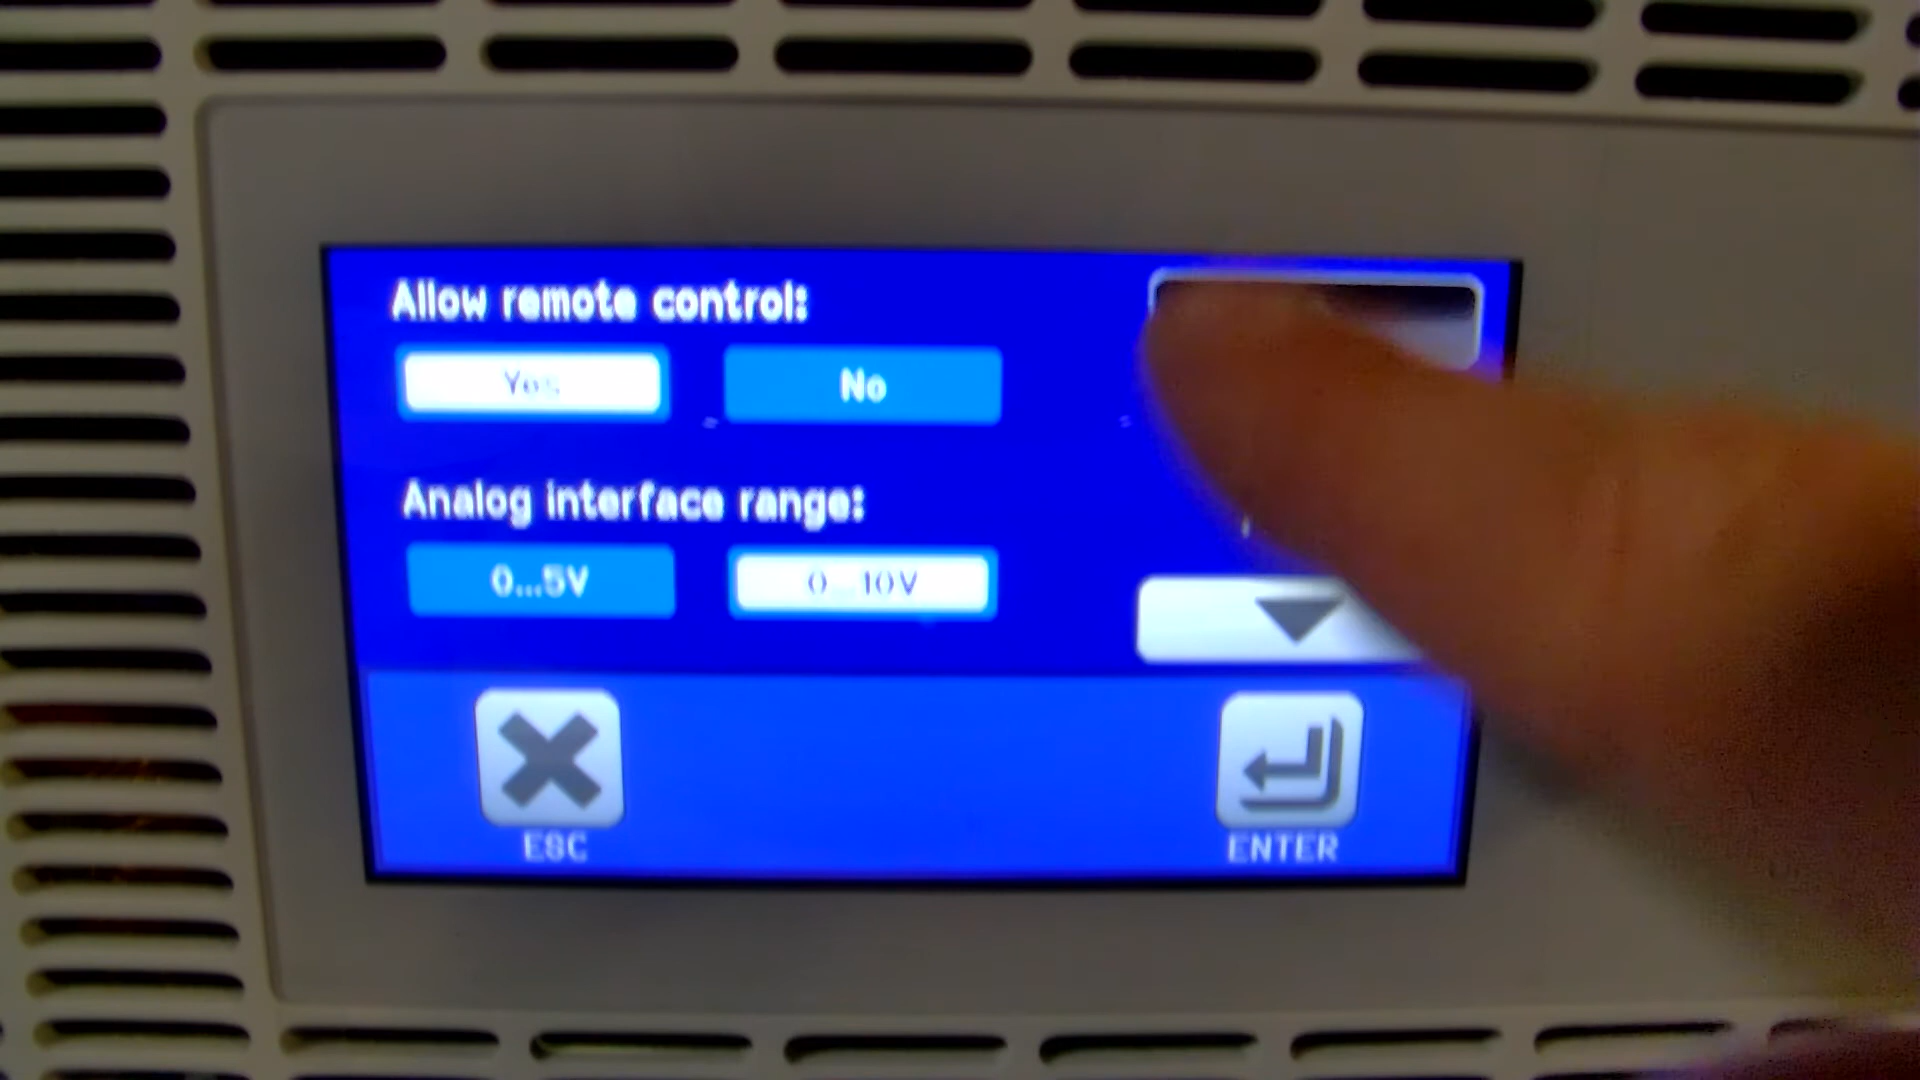 Allow remote control:
Yes No
Analog interface range:
0...5V 0...10V
ESC ENTER